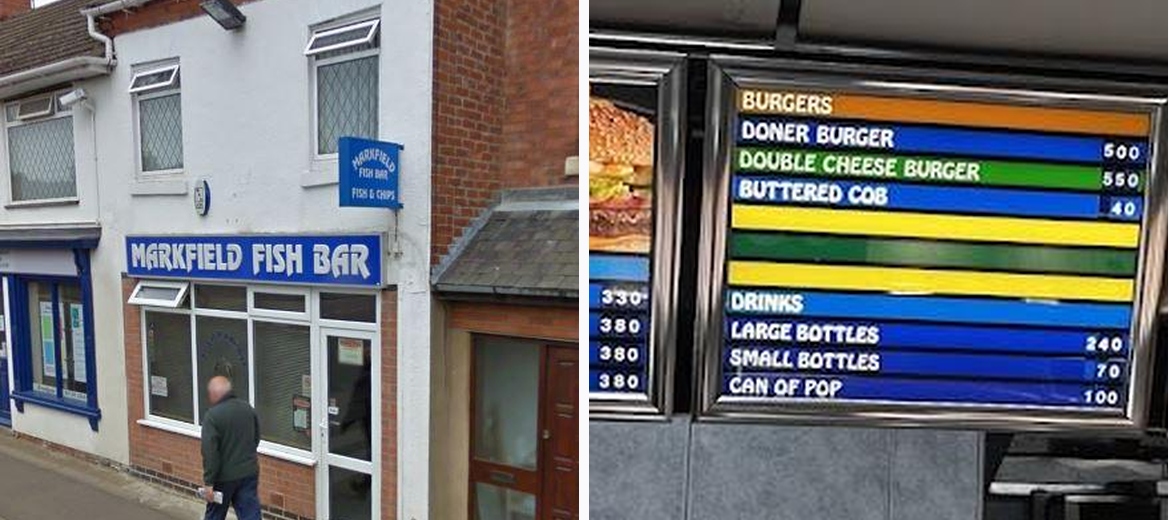 MARKFIELD
FISH BAR
FISH & CHIPS
MARKFIELD FISH BAR
BURGERS
DONER BURGER 500
DOUBLE CHEESE BURGER 550
BUTTERED COB 40
330
380
380
380
DRINKS
LARGE BOTTLES 240
SMALL BOTTLES 70
CAN OF POP 100